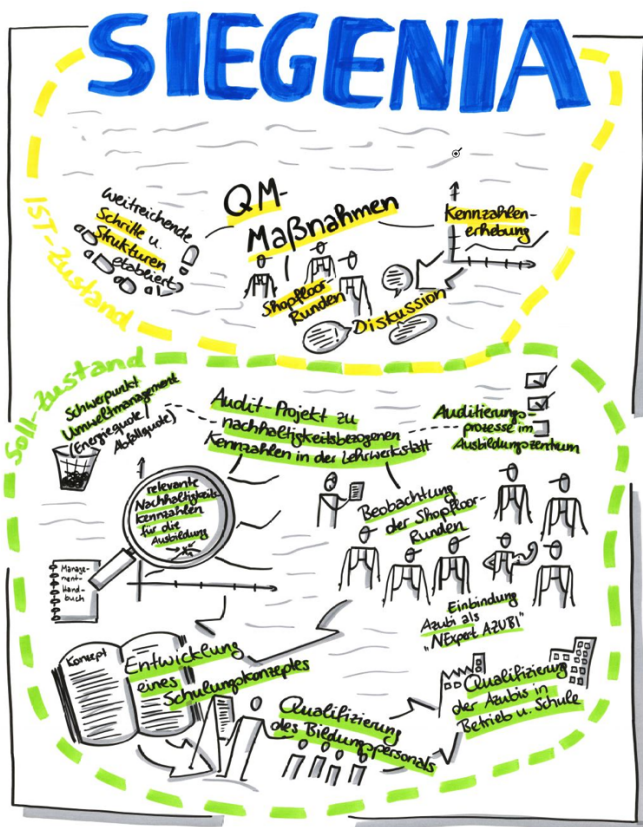 SIEGENIA
IST-Zustand
weitreichende
Schritte u.
Strukturen
etabliert
QM-
Maßnahmen
Kennzahlen-
erhebung
Shopfloor-
Runden
Diskussion
Soll-Zustand
Schwerpunkt
Umweltmanagement
(Energiequote/
Abfallquote)
Audit-Projekt zu
nachhaltigkeitsbezogenen
Kennzahlen in der Lehrwerkstatt
Auditierungs-
prozesse im
Ausbildungszentrum
relevante
Nachhaltigkeits-
kennzahlen
für die
Ausbildung
Beobachtung
der Shopfloor-
Runden
Manage-
ment-
Hand-
buch
Einbindung
Azubi als
"NExpert AZUBI"
Konzept
Entwicklung
eines
Schulungskonzeptes
Qualifizierung
des Bildungspersonals
Qualifizierung
der Azubis in
Betrieb u. Schule